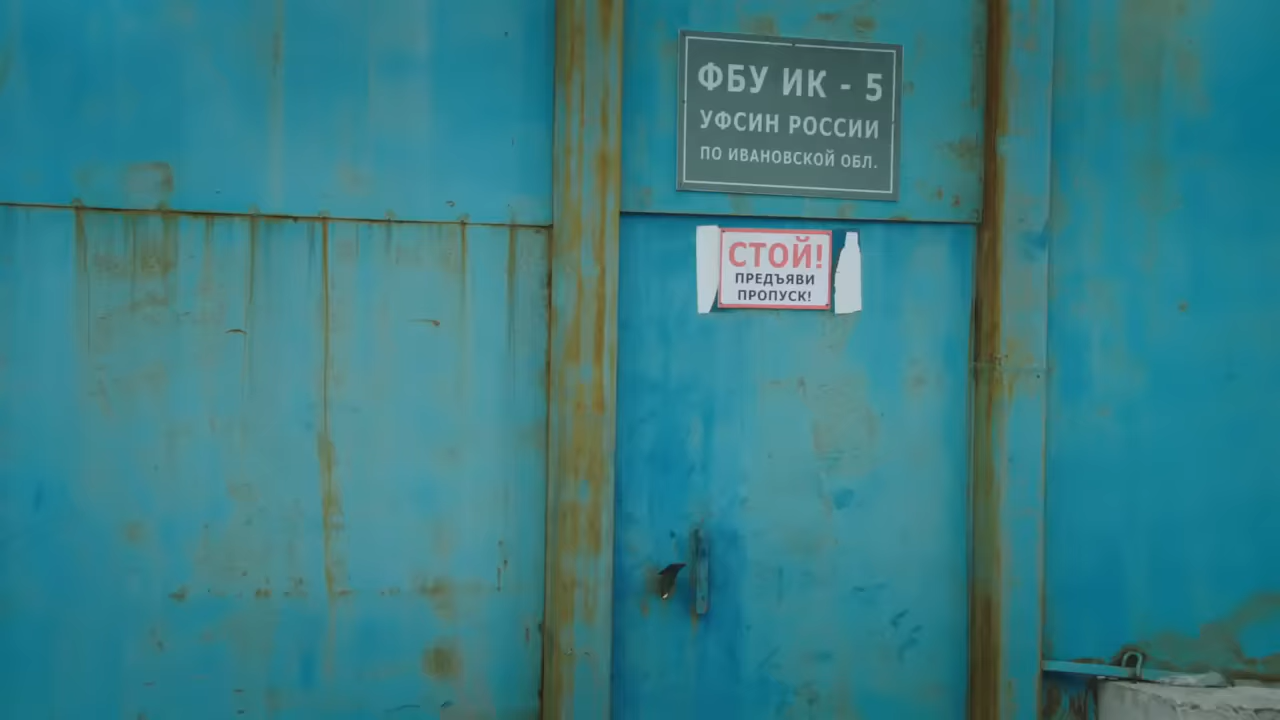 ФБУ ИК - 5
УФСИН РОССИИ
ПО ИВАНОВСКОЙ ОБЛ.
СТОЙ!
ПРЕДЪЯВИ
ПРОПУСК!